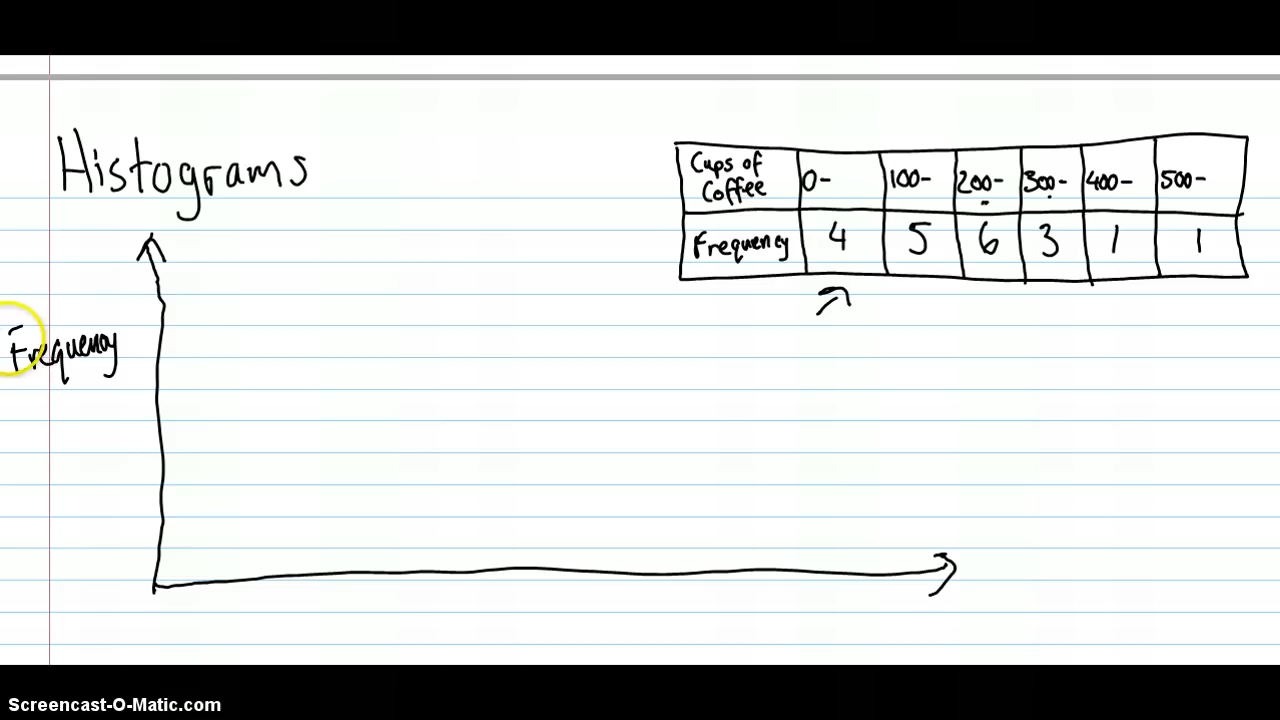 Histograms
Cups of Coffee 0- 100- 200- 300- 400- 500-
Frequency 4 5 6 3 1 1
Frequency
Screencast-O-Matic.com